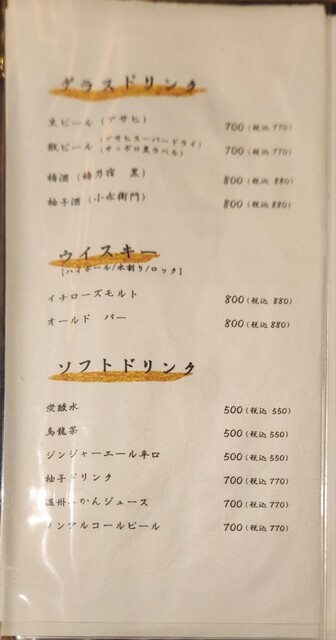 グラスドリンク
生ビール（アサヒ） 700（税込 770）
瓶ビール（アサヒスーパードライ）（サッポロ黒ラベル） 700（税込 770）
梅酒（梅乃宿 黒） 800（税込 880）
柚子酒（小左衛門） 800（税込 880）
ウイスキー
【ハイボール/水割り/ロック】
イチローズモルト 800（税込 880）
オールド パー 800（税込 880）
ソフトドリンク
炭酸水 500（税込 550）
烏龍茶 500（税込 550）
ジンジャーエール辛口 500（税込 550）
柚子ドリンク 700（税込 770）
温州みかんジュース 700（税込 770）
ノンアルコールビール 700（税込 770）